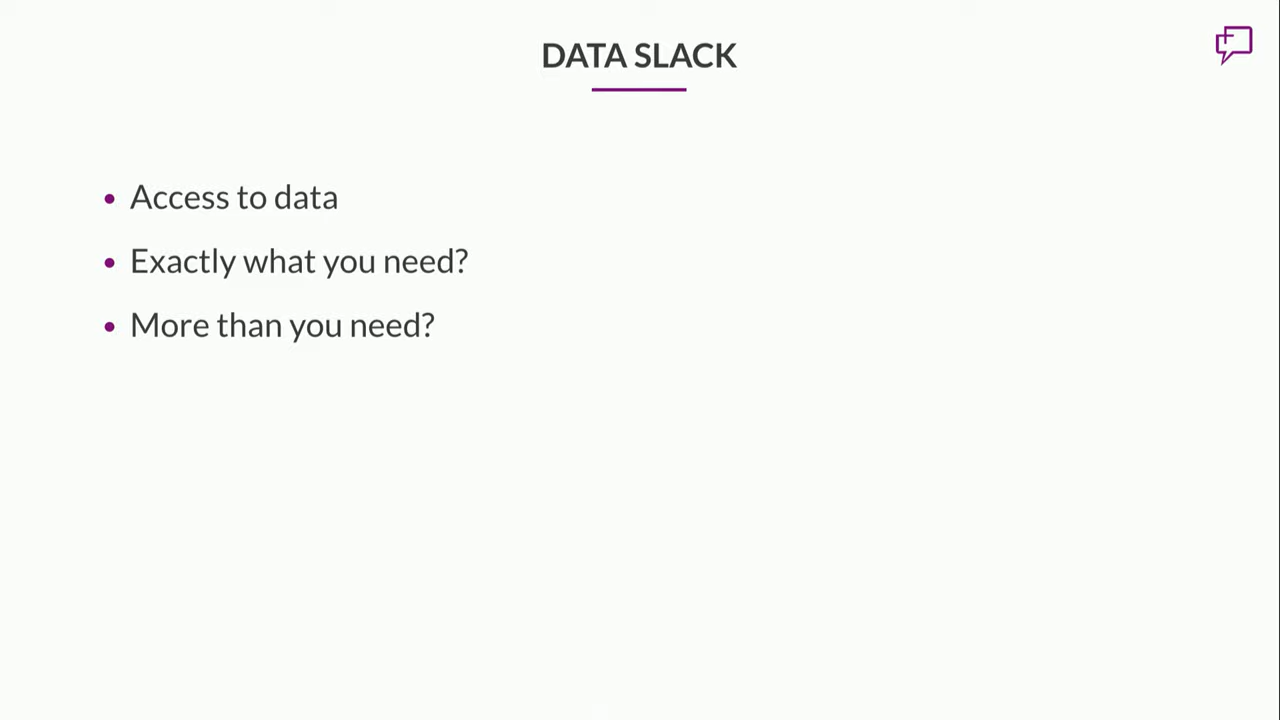 DATA SLACK
Access to data
Exactly what you need?
More than you need?